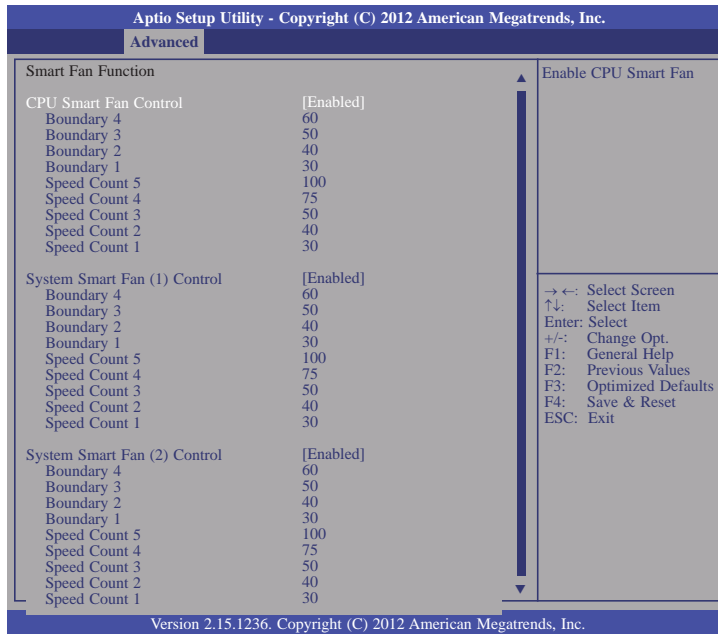 Aptio Setup Utility - Copyright (C) 2012 American Megatrends, Inc.
Advanced
Smart Fan Function
CPU Smart Fan Control [Enabled]
Boundary 4 60
Boundary 3 50
Boundary 2 40
Boundary 1 30
Speed Count 5 100
Speed Count 4 75
Speed Count 3 50
Speed Count 2 40
Speed Count 1 30
System Smart Fan (1) Control [Enabled]
Boundary 4 60
Boundary 3 50
Boundary 2 40
Boundary 1 30
Speed Count 5 100
Speed Count 4 75
Speed Count 3 50
Speed Count 2 40
Speed Count 1 30
System Smart Fan (2) Control [Enabled]
Boundary 4 60
Boundary 3 50
Boundary 2 40
Boundary 1 30
Speed Count 5 100
Speed Count 4 75
Speed Count 3 50
Speed Count 2 40
Speed Count 1 30
Enable CPU Smart Fan
→ ←: Select Screen
↑↓: Select Item
Enter: Select
+/-: Change Opt.
F1: General Help
F2: Previous Values
F3: Optimized Defaults
F4: Save & Reset
ESC: Exit
Version 2.15.1236. Copyright (C) 2012 American Megatrends, Inc.